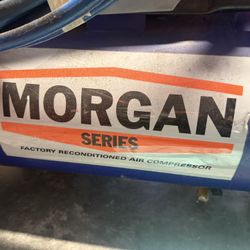 MORGAN
SERIES
FACTORY RECONDITIONED AIR COMPRESSOR